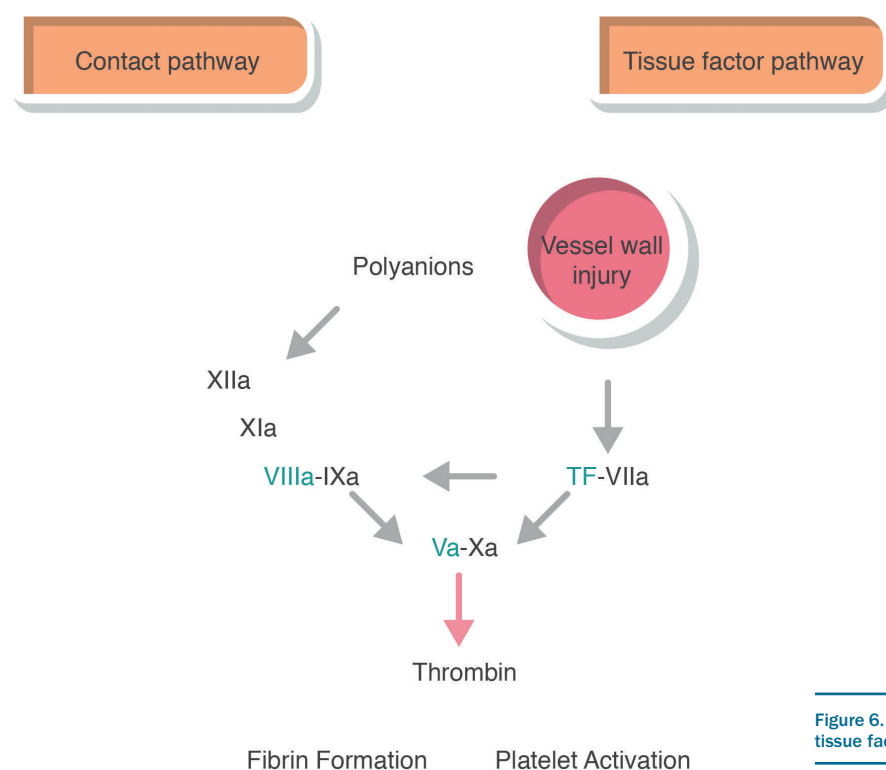 Contact pathway
Tissue factor pathway
Vessel wall
injury
Polyanions
XIIa
XIa
VIIIa-IXa
TF-VIIa
Va-Xa
Thrombin
Figure 6.
tissue
Fibrin Formation
Platelet Activation